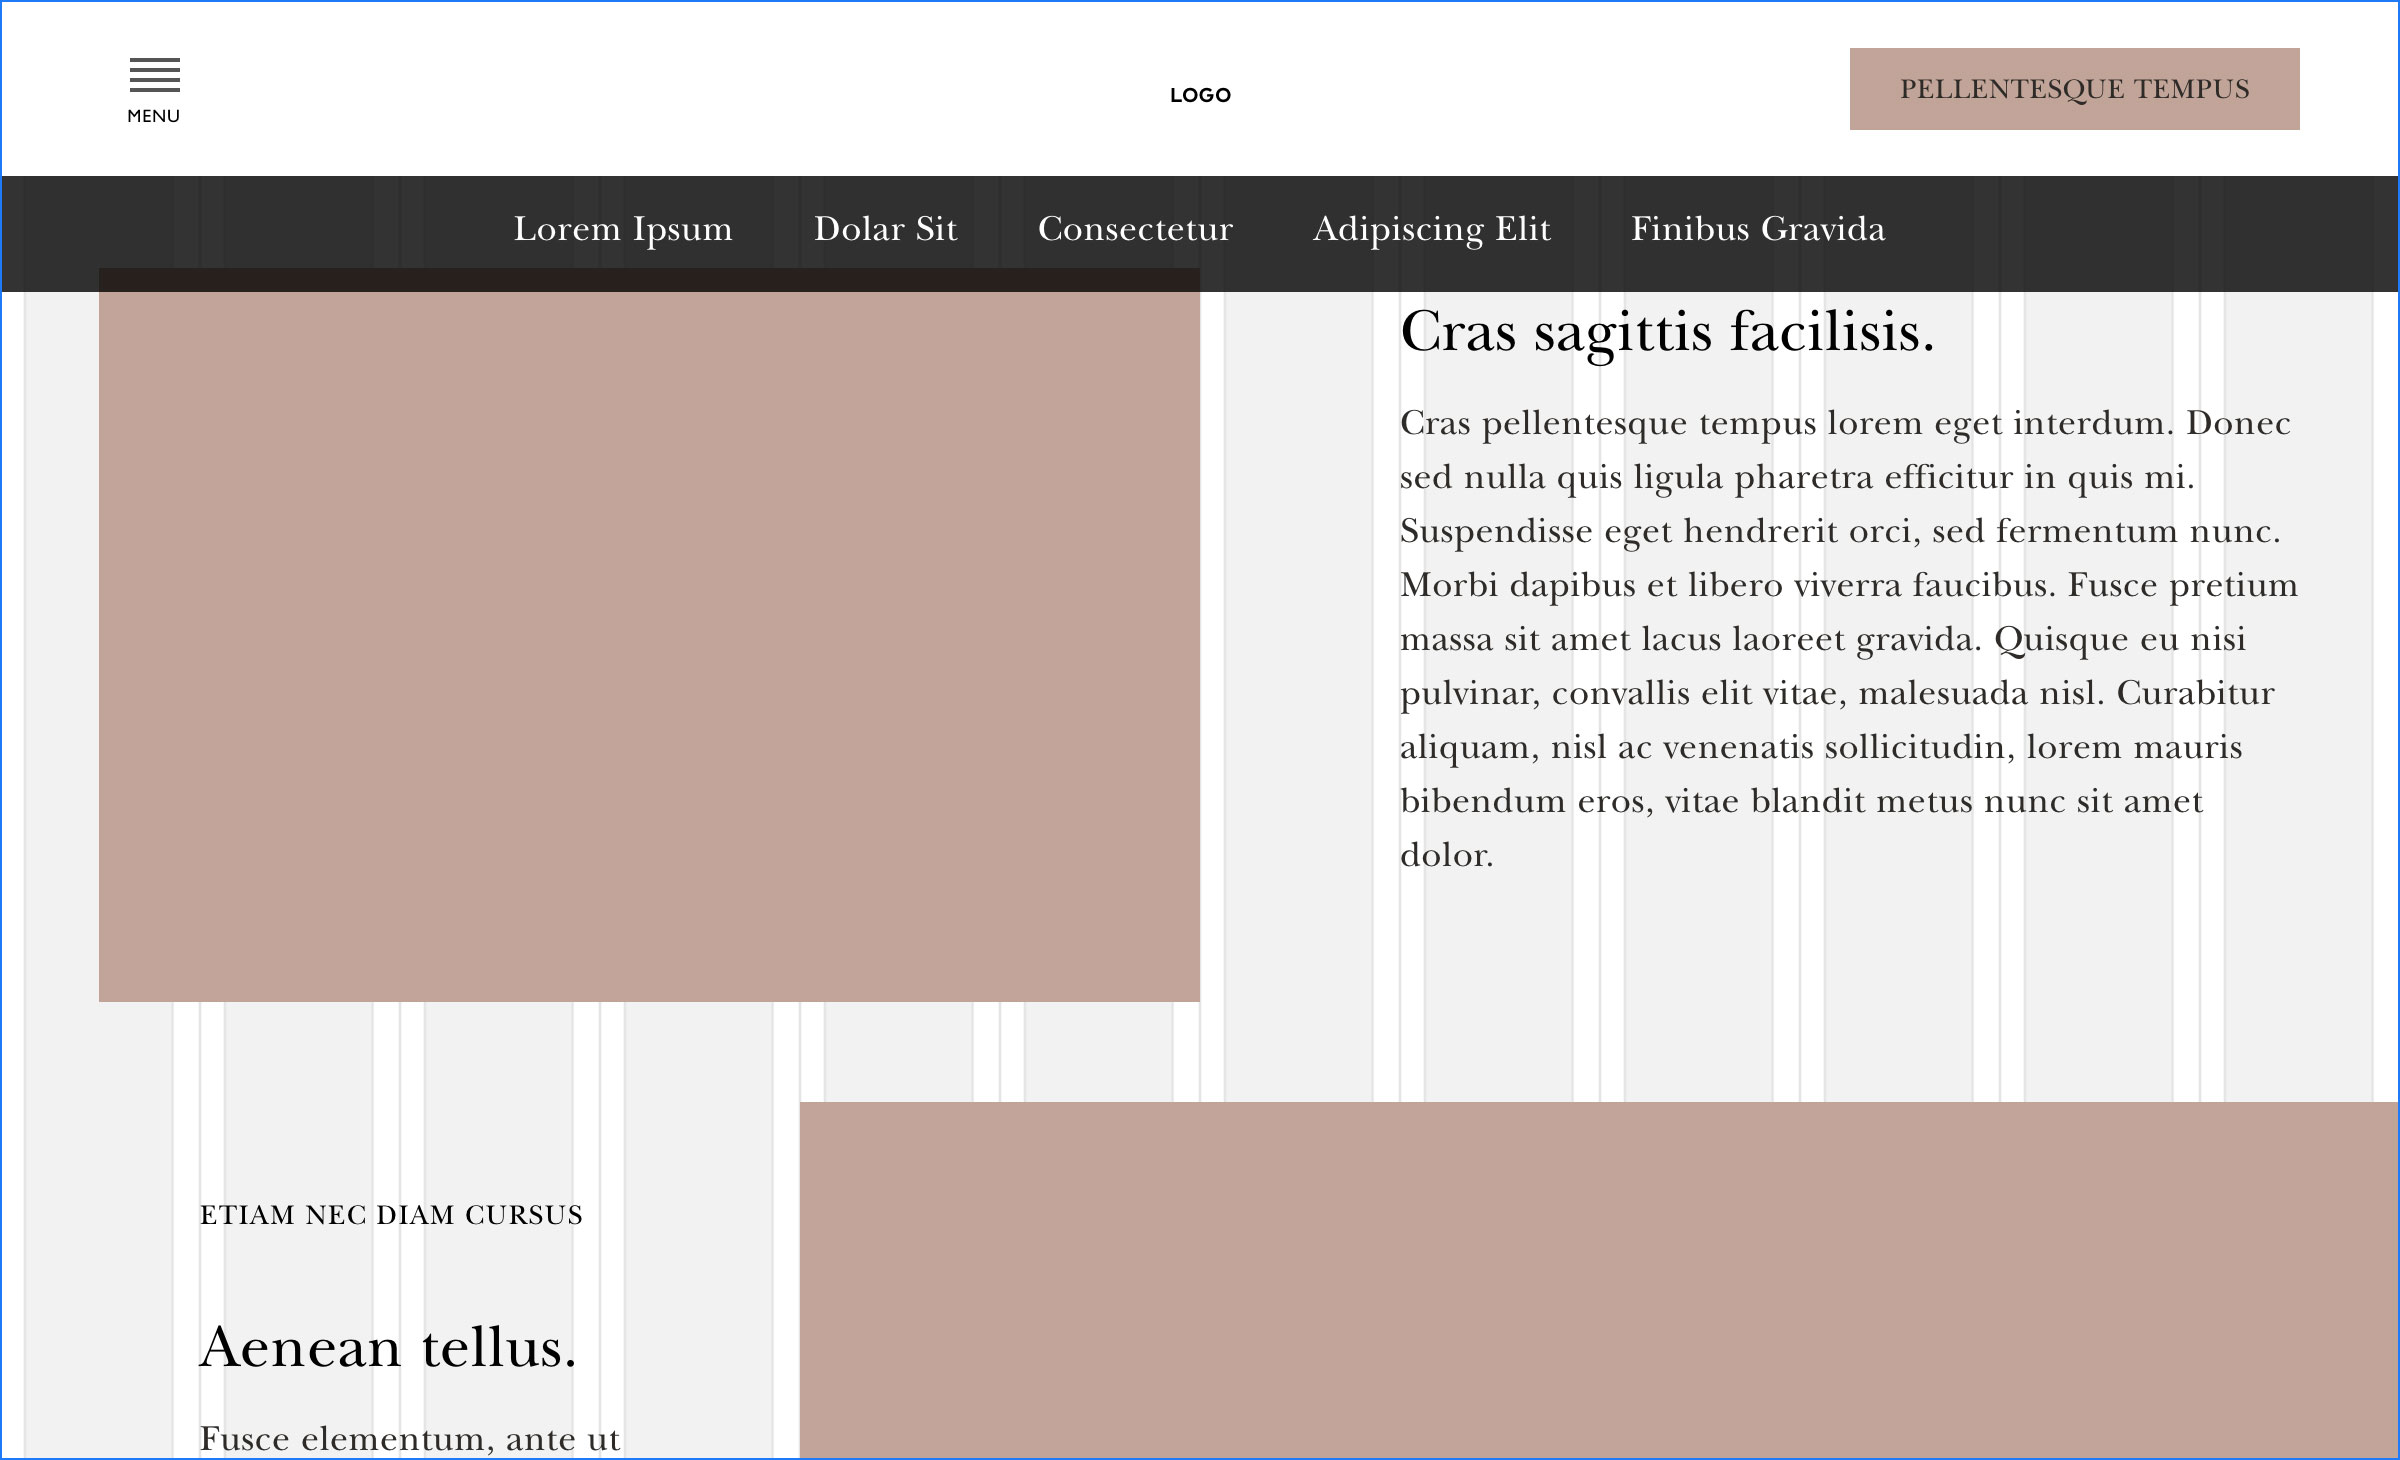 MENU
LOGO
PELLENTESQUE TEMPUS
Lorem Ipsum Dolar Sit Consectetur Adipiscing Elit Finibus Gravida
Cras sagittis facilisis.
Cras pellentesque tempus lorem eget interdum. Donec
sed nulla quis ligula pharetra efficitur in quis mi.
Suspendisse eget hendrerit orci, sed fermentum nunc.
Morbi dapibus et libero viverra faucibus. Fusce pretium
massa sit amet lacus laoreet gravida. Quisque eu nisi
pulvinar, convallis elit vitae, malesuada nisl. Curabitur
aliquam, nisl ac venenatis sollicitudin, lorem mauris
bibendum eros, vitae blandit metus nunc sit amet
dolor.
ETIAM NEC DIAM CURSUS
Aenean tellus.
Fusce elementum, ante ut